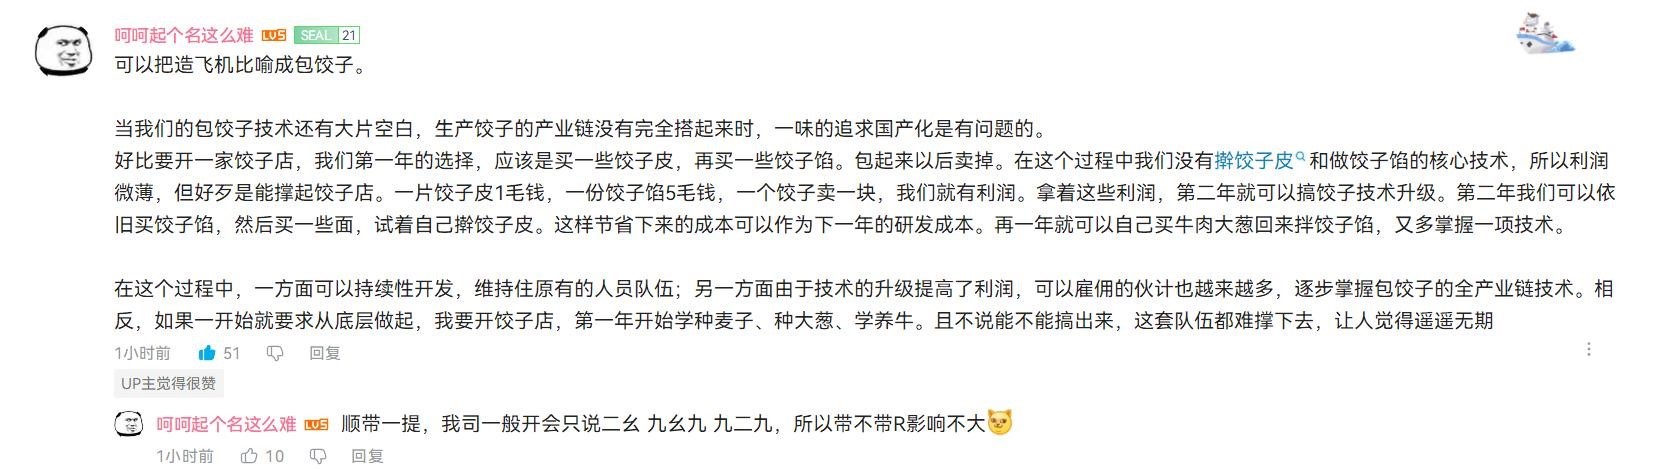 呵呵起个名这么难 LV5 SEAL 21
可以把造飞机比喻成包饺子。
当我们的包饺子技术还有大片空白，生产饺子的产业链没有完全搭起来时，一味的追求国产化是有问题的。
好比要开一家饺子店，我们第一年的选择，应该是买一些饺子皮，再买一些饺子馅。包起来以后卖掉。在这个过程中我们没有擀饺子皮和做饺子馅的核心技术，所以利润
微薄，但好歹是能撑起饺子店。一片饺子皮1毛钱，一份饺子馅5毛钱，一个饺子卖一块，我们就有利润。拿着这些利润，第二年就可以搞饺子技术升级。第二年我们可以依
旧买饺子馅，然后买一些面，试着自己擀饺子皮。这样节省下来的成本可以作为下一年的研发成本。再一年就可以自己买牛肉大葱回来拌饺子馅，又多掌握一项技术。
在这个过程中，一方面可以持续性开发，维持住原有的人员队伍；另一方面由于技术的升级提高了利润，可以雇佣的伙计也越来越多，逐步掌握包饺子的全产业链技术。相
反，如果一开始就要求从底层做起，我要开饺子店，第一年开始学种麦子、种大葱、学养牛。且不说能不能搞出来，这套队伍都难撑下去，让人觉得遥遥无期
1小时前 51 回复
UP主觉得很赞
呵呵起个名这么难 LV5 顺带一提，我司一般开会只说二幺 九幺九 九二九，所以带不带R影响不大
1小时前 10 回复